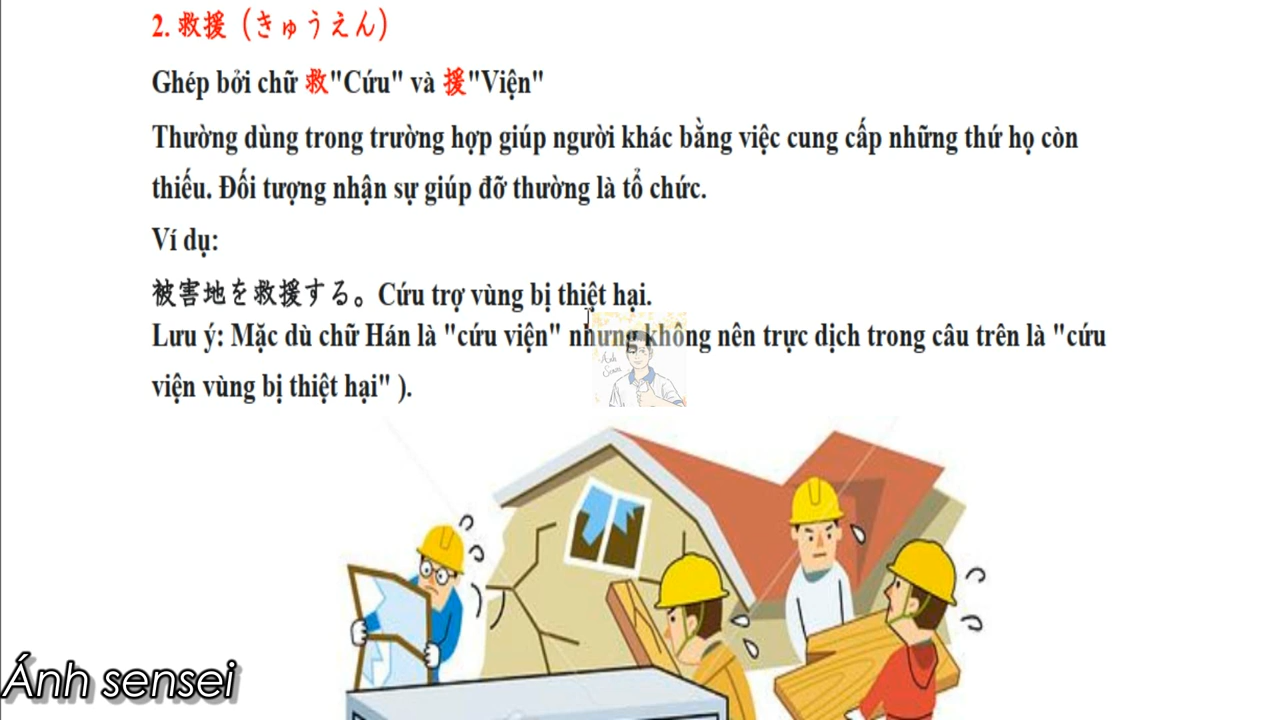 2. 救援（きゅうえん）
Ghép bởi chữ 救"Cứu" và 援"Viện"
Thường dùng trong trường hợp giúp người khác bằng việc cung cấp những thứ họ còn
thiếu. Đối tượng nhận sự giúp đỡ thường là tổ chức.
Ví dụ:
被害地を救援する。Cứu trợ vùng bị thiệt hại.
Lưu ý: Mặc dù chữ Hán là "cứu viện" nhưng không nên trực dịch trong câu trên là "cứu
viện vùng bị thiệt hại" ).
Ánh sensei